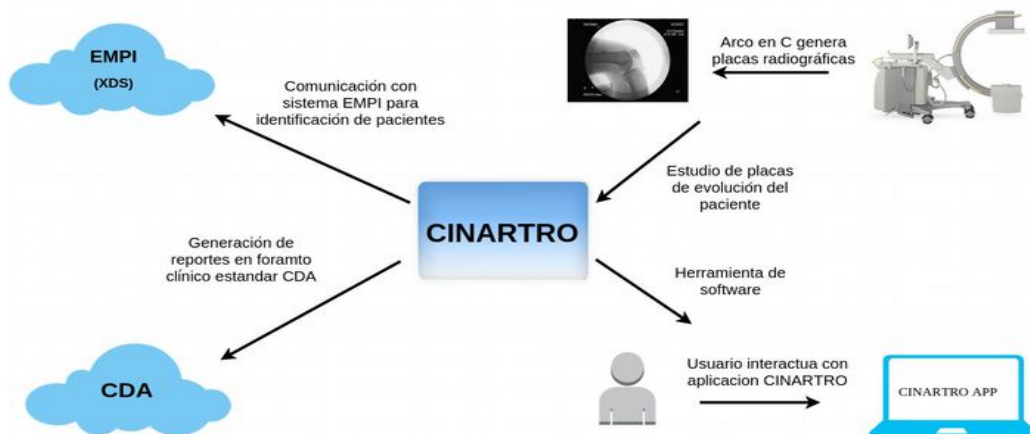 EMPI
(XDS)
Comunicación con
sistema EMPI para
identificación de pacientes
Arco en C genera
placas radiográficas
Estudio de placas
de evolución del
paciente
CINARTRO
Generación de
reportes en foramto
clínico estandar CDA
Herramienta de
software
CDA
Usuario interactua con
aplicacion CINARTRO
CINARTRO APP